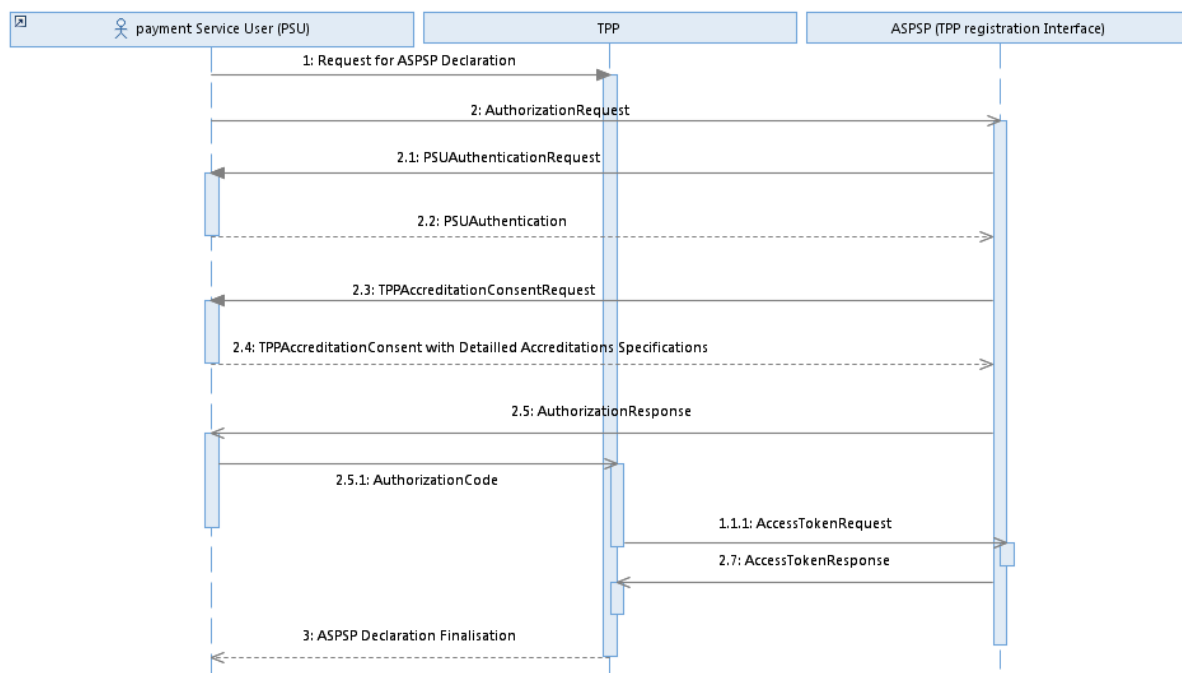 payment Service User (PSU)
TPP
ASPSP (TPP registration Interface)
1: Request for ASPSP Declaration
2: AuthorizationRequest
2.1: PSUAuthenticationRequest
2.2: PSUAuthentication
2.3: TPPAccreditationConsentRequest
2.4: TPPAccreditationConsent with Detailled Accreditations Specifications
2.5: AuthorizationResponse
2.5.1: AuthorizationCode
1.1.1: AccessTokenRequest
2.7: AccessTokenResponse
3: ASPSP Declaration Finalisation